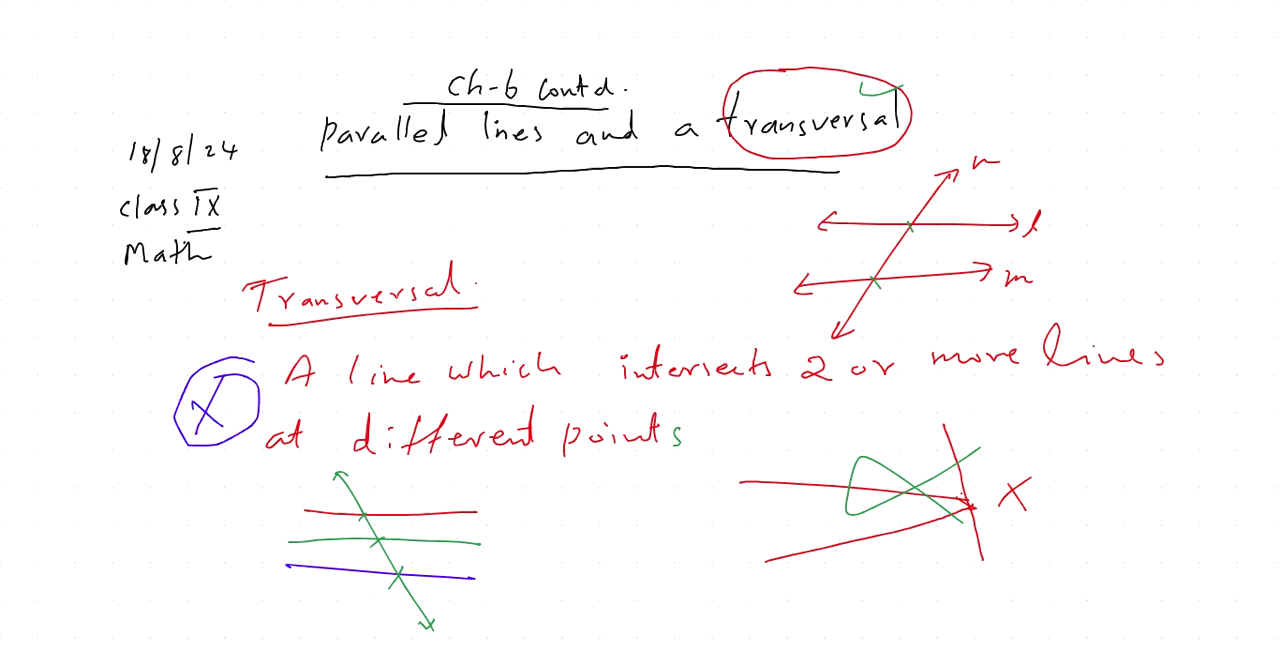 Ch-6 Contd.
parallel lines and a transversal
18/8/24
class IX
Math
n
l
m
Transversal.
A line which intersects 2 or more lines
at different points
X